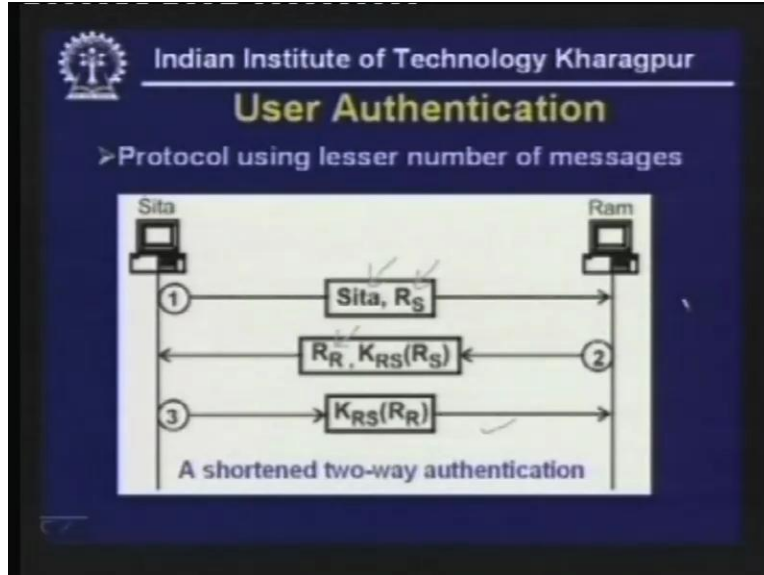 Indian Institute of Technology Kharagpur
User Authentication
➢Protocol using lesser number of messages
Sita Ram
1 Sita, RS
RR, KRS(RS) 2
3 KRS(RR)
A shortened two-way authentication